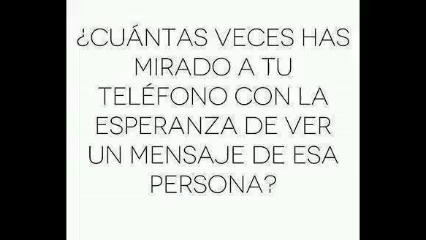 ¿CUÁNTAS VECES HAS
MIRADO A TU
TELÉFONO CON LA
ESPERANZA DE VER
UN MENSAJE DE ESA
PERSONA?